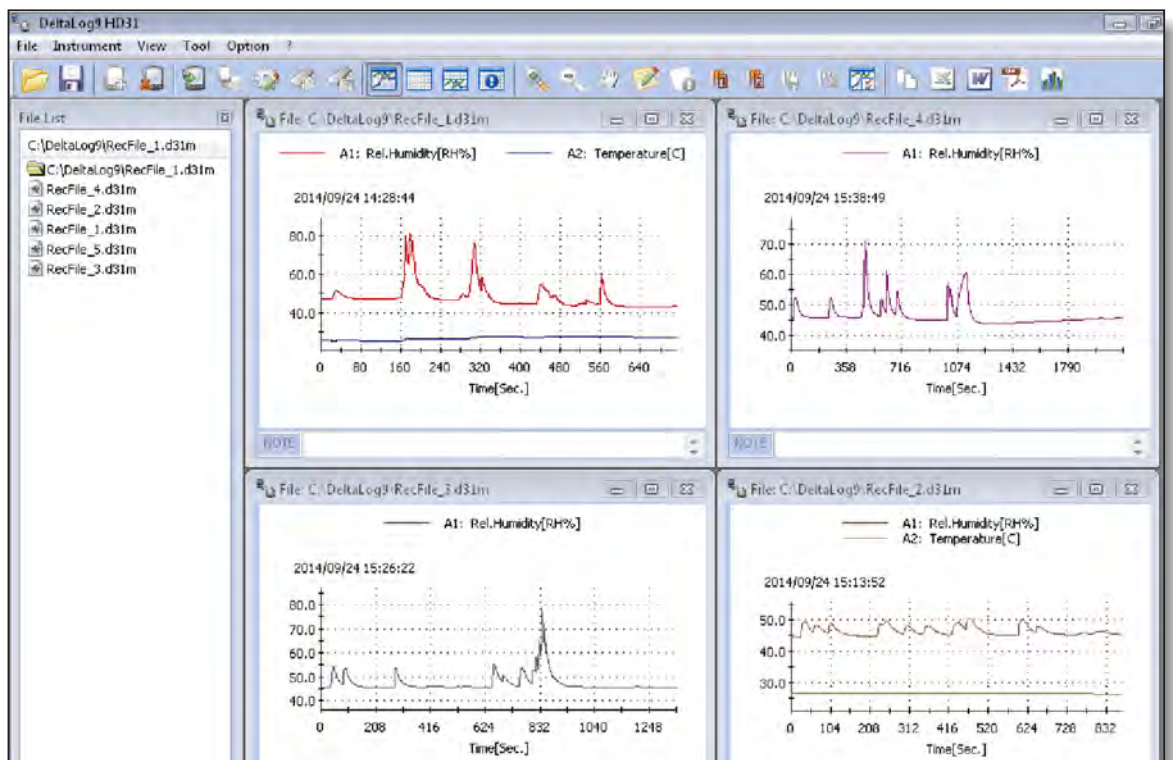 DeltaLog9 HD31
File Instrument View Tool Option ?
File List
C:\DeltaLog9\RecFile_1.d31m
C:\DeltaLog9\RecFile_1.d31m
RecFile_4.d31m
RecFile_2.d31m
RecFile_1.d31m
RecFile_5.d31m
RecFile_3.d31m
File: C:\DeltaLog9\RecFile_1.d31m
A1: Rel.Humidity[RH%] A2: Temperature[C]
2014/09/24 14:28:44
80.0
60.0
40.0
0 80 160 240 320 400 480 560 640
Time[Sec.]
NOTE
File: C:\DeltaLog9\RecFile_4.d31m
A1: Rel.Humidity[RH%]
2014/09/24 15:38:49
70.0
60.0
50.0
40.0
0 358 716 1074 1432 1790
Time[Sec.]
NOTE
File: C:\DeltaLog9\RecFile_3.d31m
A1: Rel.Humidity[RH%]
2014/09/24 15:26:22
80.0
70.0
60.0
50.0
40.0
0 208 416 624 832 1040 1248
Time[Sec.]
File: C:\DeltaLog9\RecFile_2.d31m
A1: Rel.Humidity[RH%]
A2: Temperature[C]
2014/09/24 15:13:52
50.0
40.0
30.0
0 104 208 312 416 520 624 728 832
Time[Sec.]